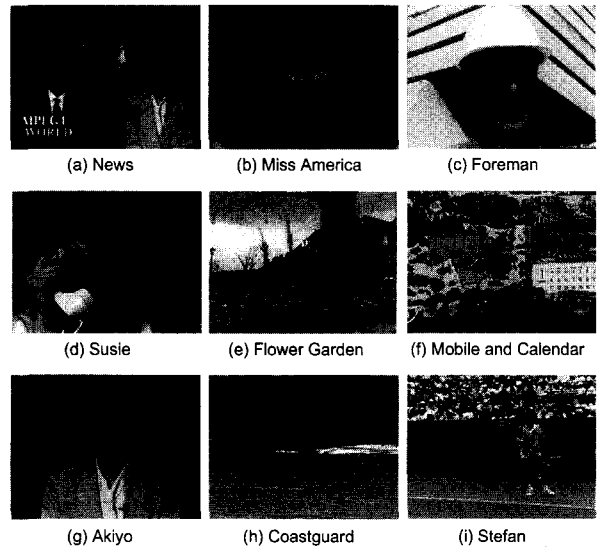 MPEG4
WORLD
(a) News
(b) Miss America
(c) Foreman
(d) Susie
(e) Flower Garden
(f) Mobile and Calendar
(g) Akiyo
(h) Coastguard
(i) Stefan